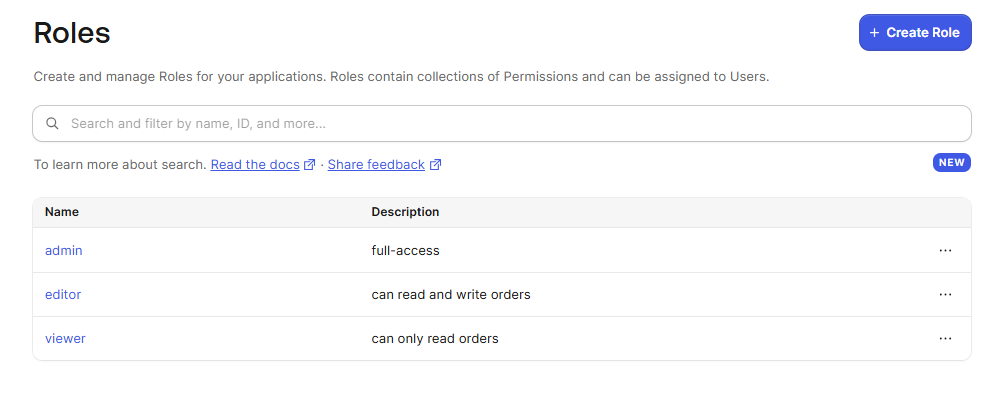 Roles
+ Create Role
Create and manage Roles for your applications. Roles contain collections of Permissions and can be assigned to Users.
Search and filter by name, ID, and more...
To learn more about search. Read the docs · Share feedback NEW
Name Description
admin full-access ...
editor can read and write orders ...
viewer can only read orders ...